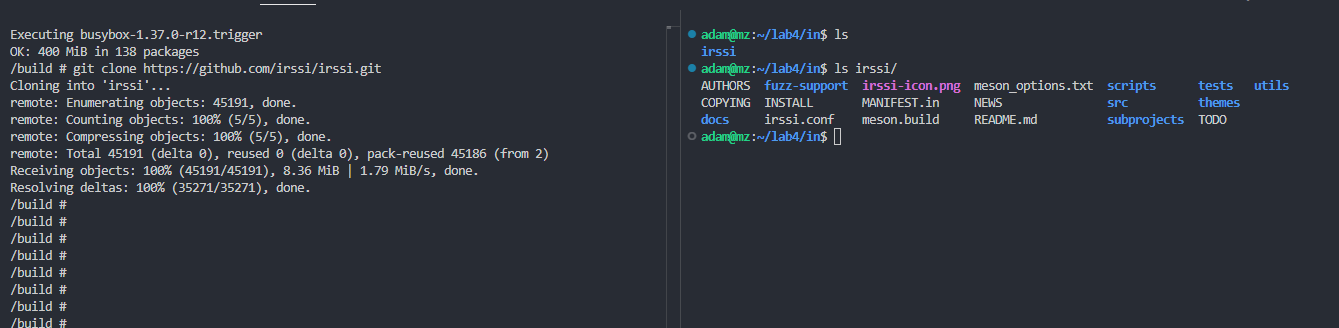 Executing busybox-1.37.0-r12.trigger
OK: 400 MiB in 138 packages
/build # git clone https://github.com/irssi/irssi.git
Cloning into 'irssi'...
remote: Enumerating objects: 45191, done.
remote: Counting objects: 100% (5/5), done.
remote: Compressing objects: 100% (5/5), done.
remote: Total 45191 (delta 0), reused 0 (delta 0), pack-reused 45186 (from 2)
Receiving objects: 100% (45191/45191), 8.36 MiB | 1.79 MiB/s, done.
Resolving deltas: 100% (35271/35271), done.
/build #
/build #
/build #
/build #
/build #
/build #
/build #
/build #
adam@mz:~/lab4/in$ ls
irssi
adam@mz:~/lab4/in$ ls irssi/
AUTHORS fuzz-support irssi-icon.png meson_options.txt scripts tests utils
COPYING INSTALL MANIFEST.in NEWS src themes
docs irssi.conf meson.build README.md subprojects TODO
adam@mz:~/lab4/in$